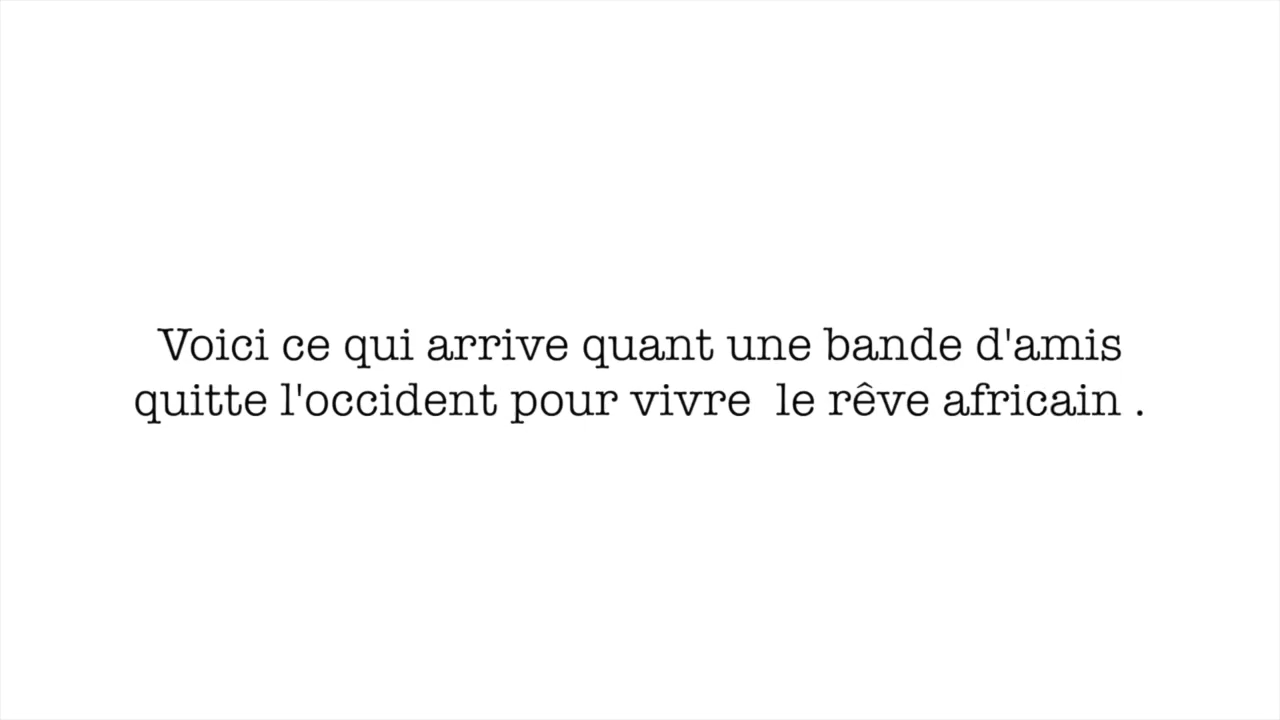 Voici ce qui arrive quant une bande d'amis
quitte l'occident pour vivre  le rêve africain .